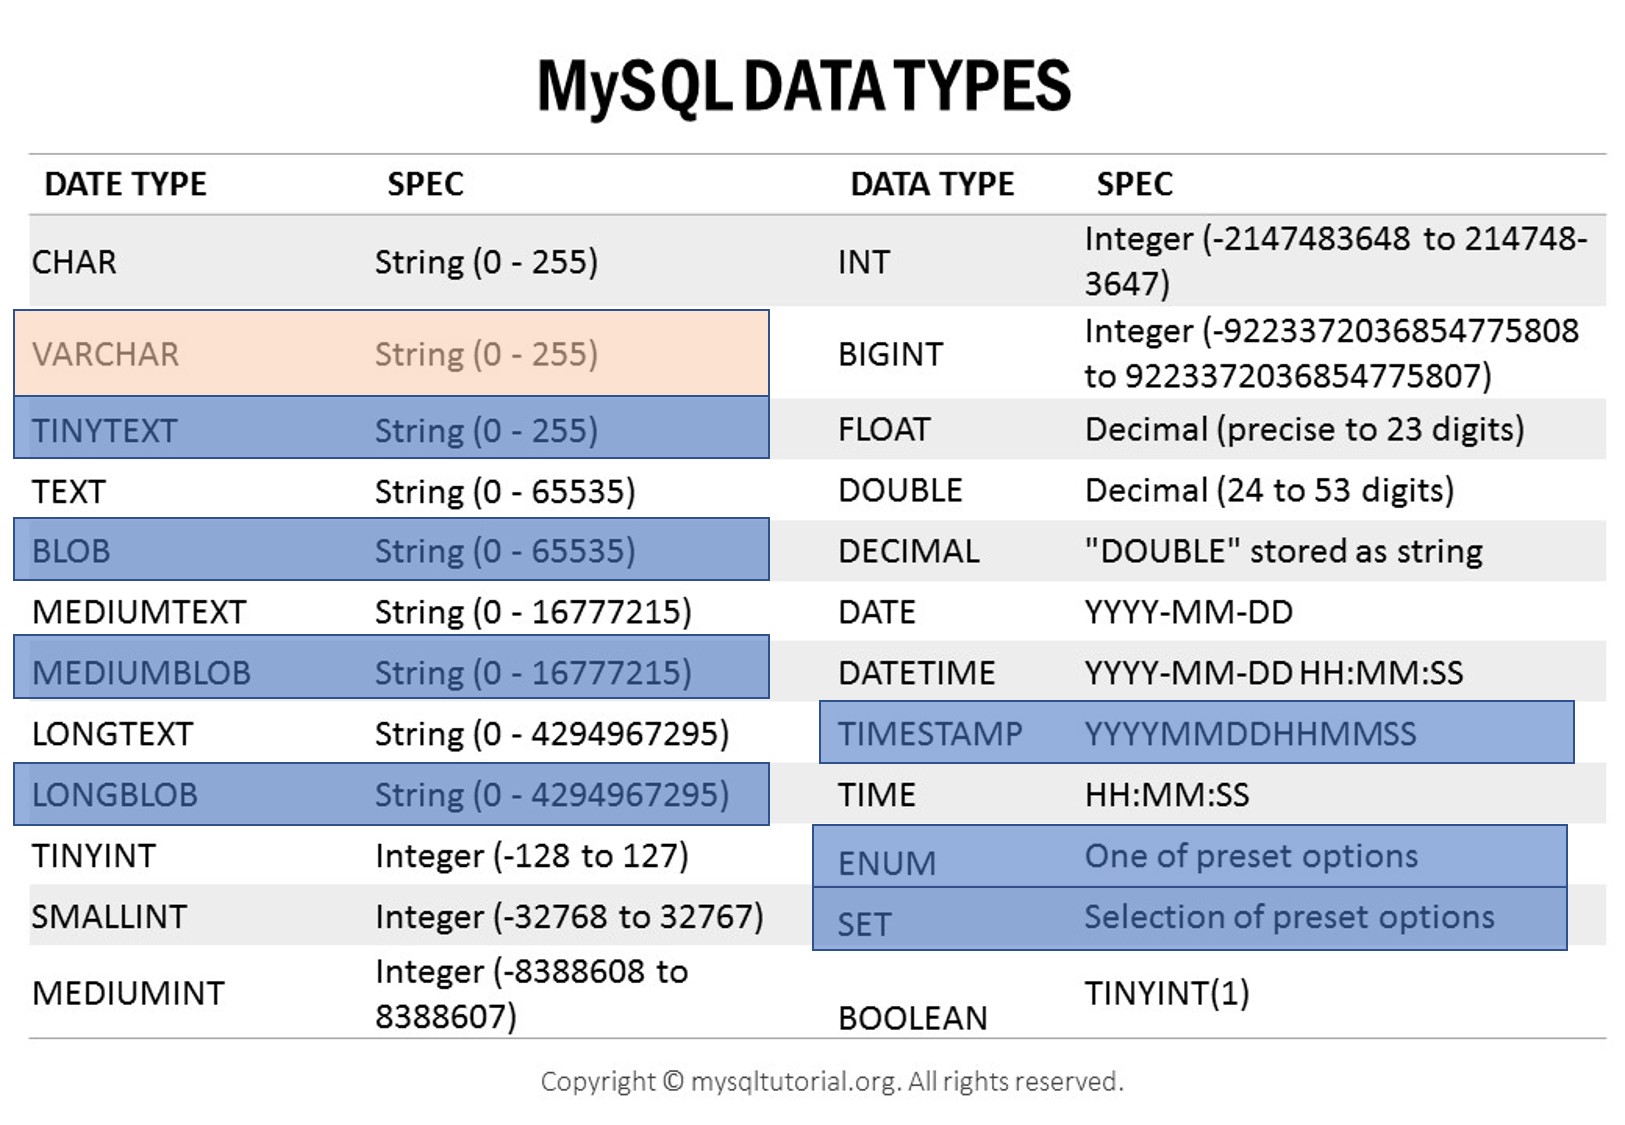 MySQL DATA TYPES
DATE TYPE SPEC DATA TYPE SPEC
CHAR String (0 - 255) INT Integer (-2147483648 to 214748-
3647)
VARCHAR String (0 - 255) BIGINT Integer (-9223372036854775808
to 9223372036854775807)
TINYTEXT String (0 - 255) FLOAT Decimal (precise to 23 digits)
TEXT String (0 - 65535) DOUBLE Decimal (24 to 53 digits)
BLOB String (0 - 65535) DECIMAL "DOUBLE" stored as string
MEDIUMTEXT String (0 - 16777215) DATE YYYY-MM-DD
MEDIUMBLOB String (0 - 16777215) DATETIME YYYY-MM-DD HH:MM:SS
LONGTEXT String (0 - 4294967295) TIMESTAMP YYYYMMDDHHMMSS
LONGBLOB String (0 - 4294967295) TIME HH:MM:SS
TINYINT Integer (-128 to 127) ENUM One of preset options
SMALLINT Integer (-32768 to 32767) SET Selection of preset options
MEDIUMINT Integer (-8388608 to
8388607) BOOLEAN TINYINT(1)
Copyright © mysqltutorial.org. All rights reserved.